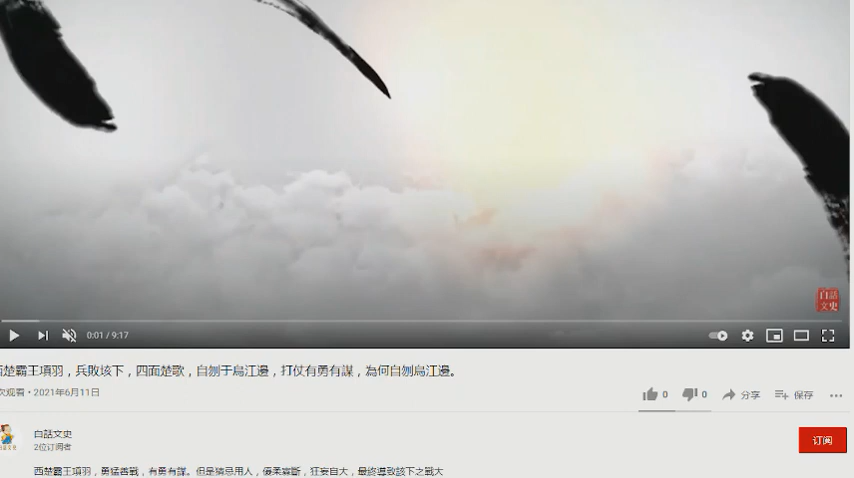 白話
文史
0:01 / 9:17
楚霸王項羽，兵敗垓下，四面楚歌，自刎于烏江邊，打仗有勇有謀，為何自刎烏江邊。
次观看・2021年6月11日
0
0
分享
保存
白話文史
2位订阅者
订阅
西楚霸王項羽，勇猛善戰，有勇有謀。但是猜忌用人，優柔寡斷，狂妄自大，最終導致垓下之戰大